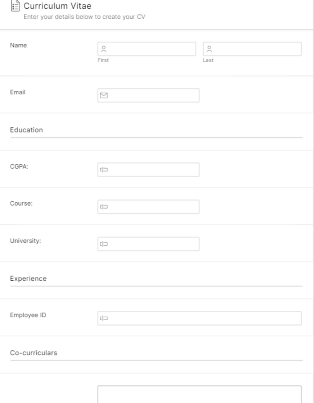 Curriculum Vitae
Enter your details below to create your CV
Name
First
Last
Email
Education
CGPA:
Course:
University:
Experience
Employee ID
Co-curriculars